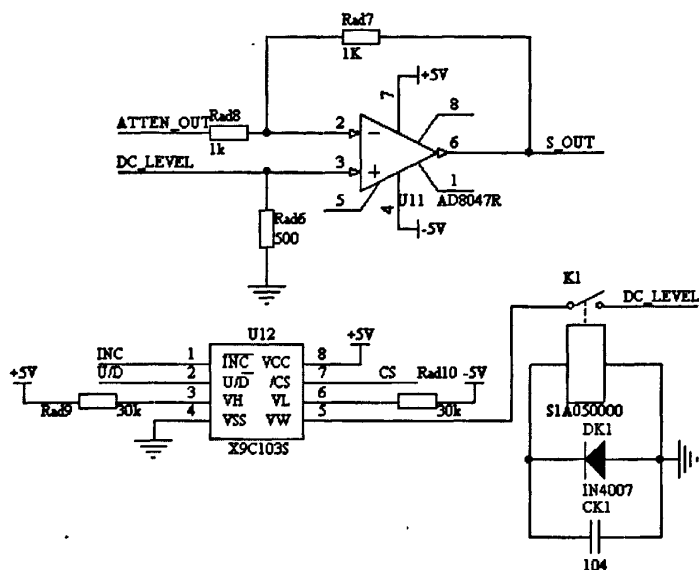 Rad7
1K
+5V
7
8
ATTEN_OUT
Rad8
1k
2
6
S_OUT
DC_LEVEL
3
1
U11
AD8047R
5
4
-5V
Rad6
500
K1
DC_LEVEL
U12
+5V
INC
1
INC
VCC
8
U/D
2
U/D
/CS
7
CS
Rad10
-5V
+5V
Rad9
30k
3
VH
VL
6
30k
4
VSS
VW
5
X9C103S
S1A050000
DK1
IN4007
CK1
104